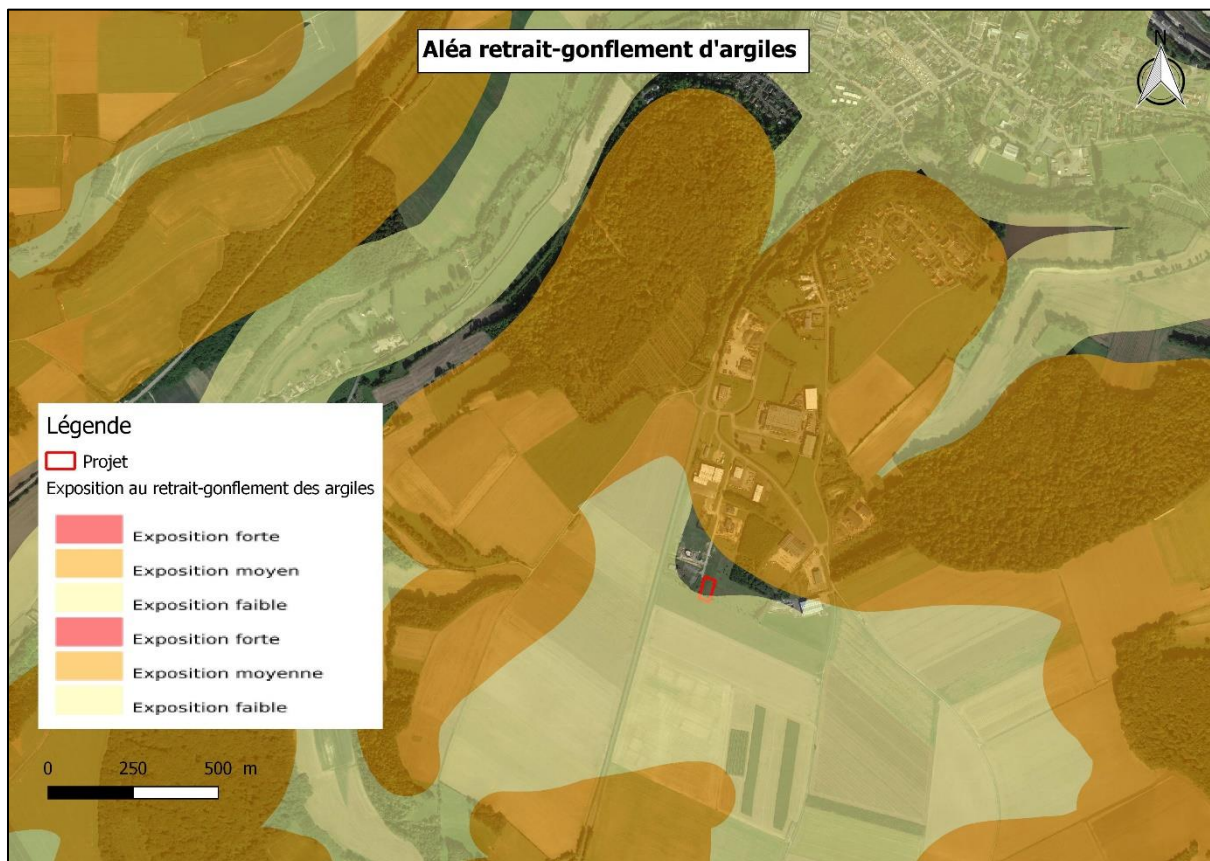 Aléa retrait-gonflement d'argiles
N
Légende
Projet
Exposition au retrait-gonflement des argiles
Exposition forte
Exposition moyen
Exposition faible
Exposition forte
Exposition moyenne
Exposition faible
0 250 500 m